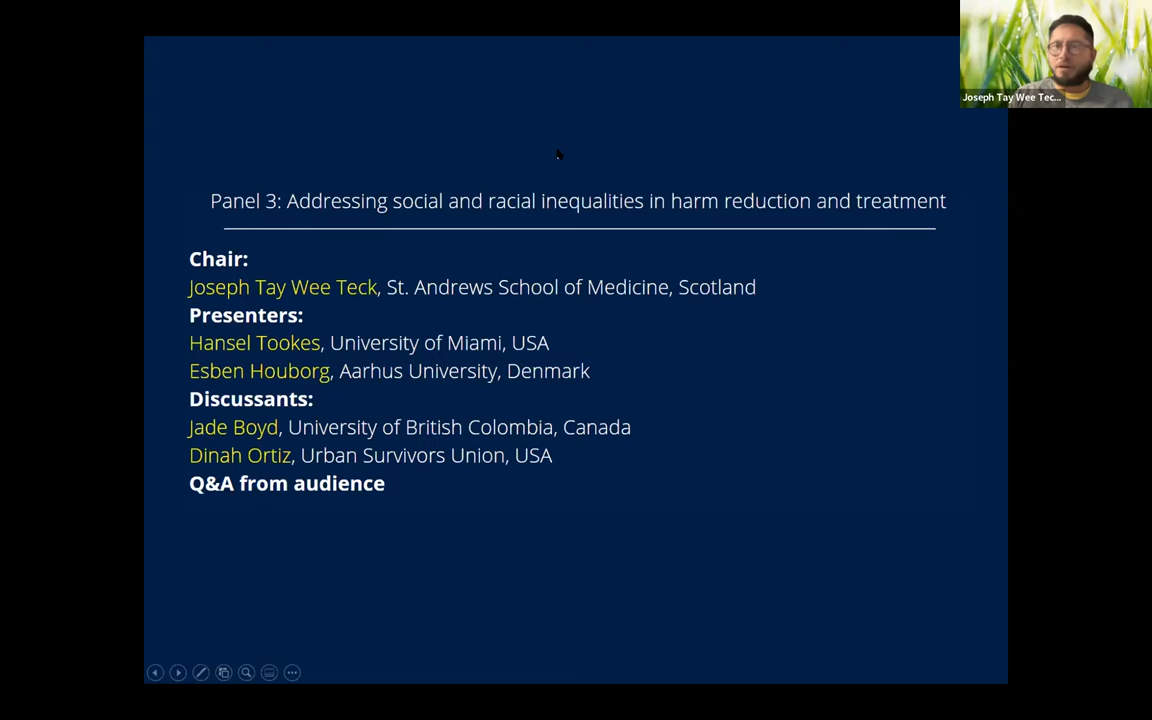 Joseph Tay Wee Tec...
Panel 3: Addressing social and racial inequalities in harm reduction and treatment
Chair:
Joseph Tay Wee Teck, St. Andrews School of Medicine, Scotland
Presenters:
Hansel Tookes, University of Miami, USA
Esben Houborg, Aarhus University, Denmark
Discussants:
Jade Boyd, University of British Colombia, Canada
Dinah Ortiz, Urban Survivors Union, USA
Q&A from audience